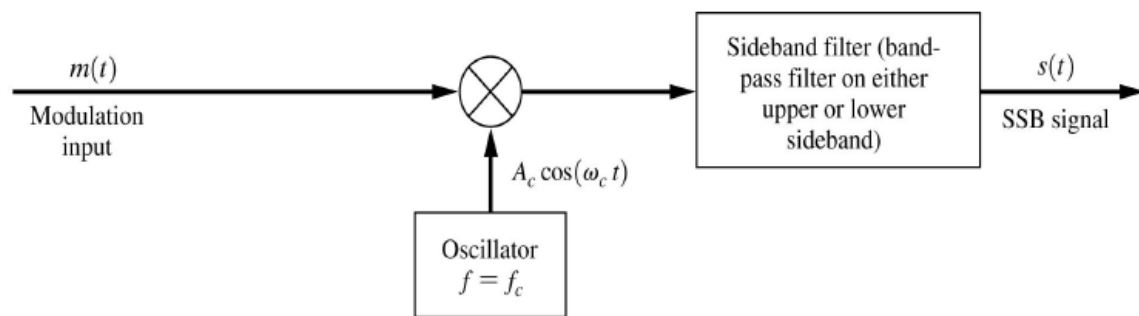 m(t)
Modulation
input
A_c cos(ω_c t)
Oscillator
f = f_c
Sideband filter (band-
pass filter on either
upper or lower
sideband)
s(t)
SSB signal